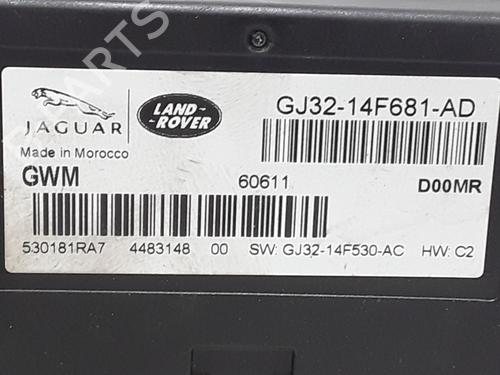 JAGUAR
LAND-
ROVER
GJ32-14F681-AD
Made in Morocco
GWM 60611 D00MR
530181RA7 4483148 00 SW: GJ32-14F530-AC HW: C2